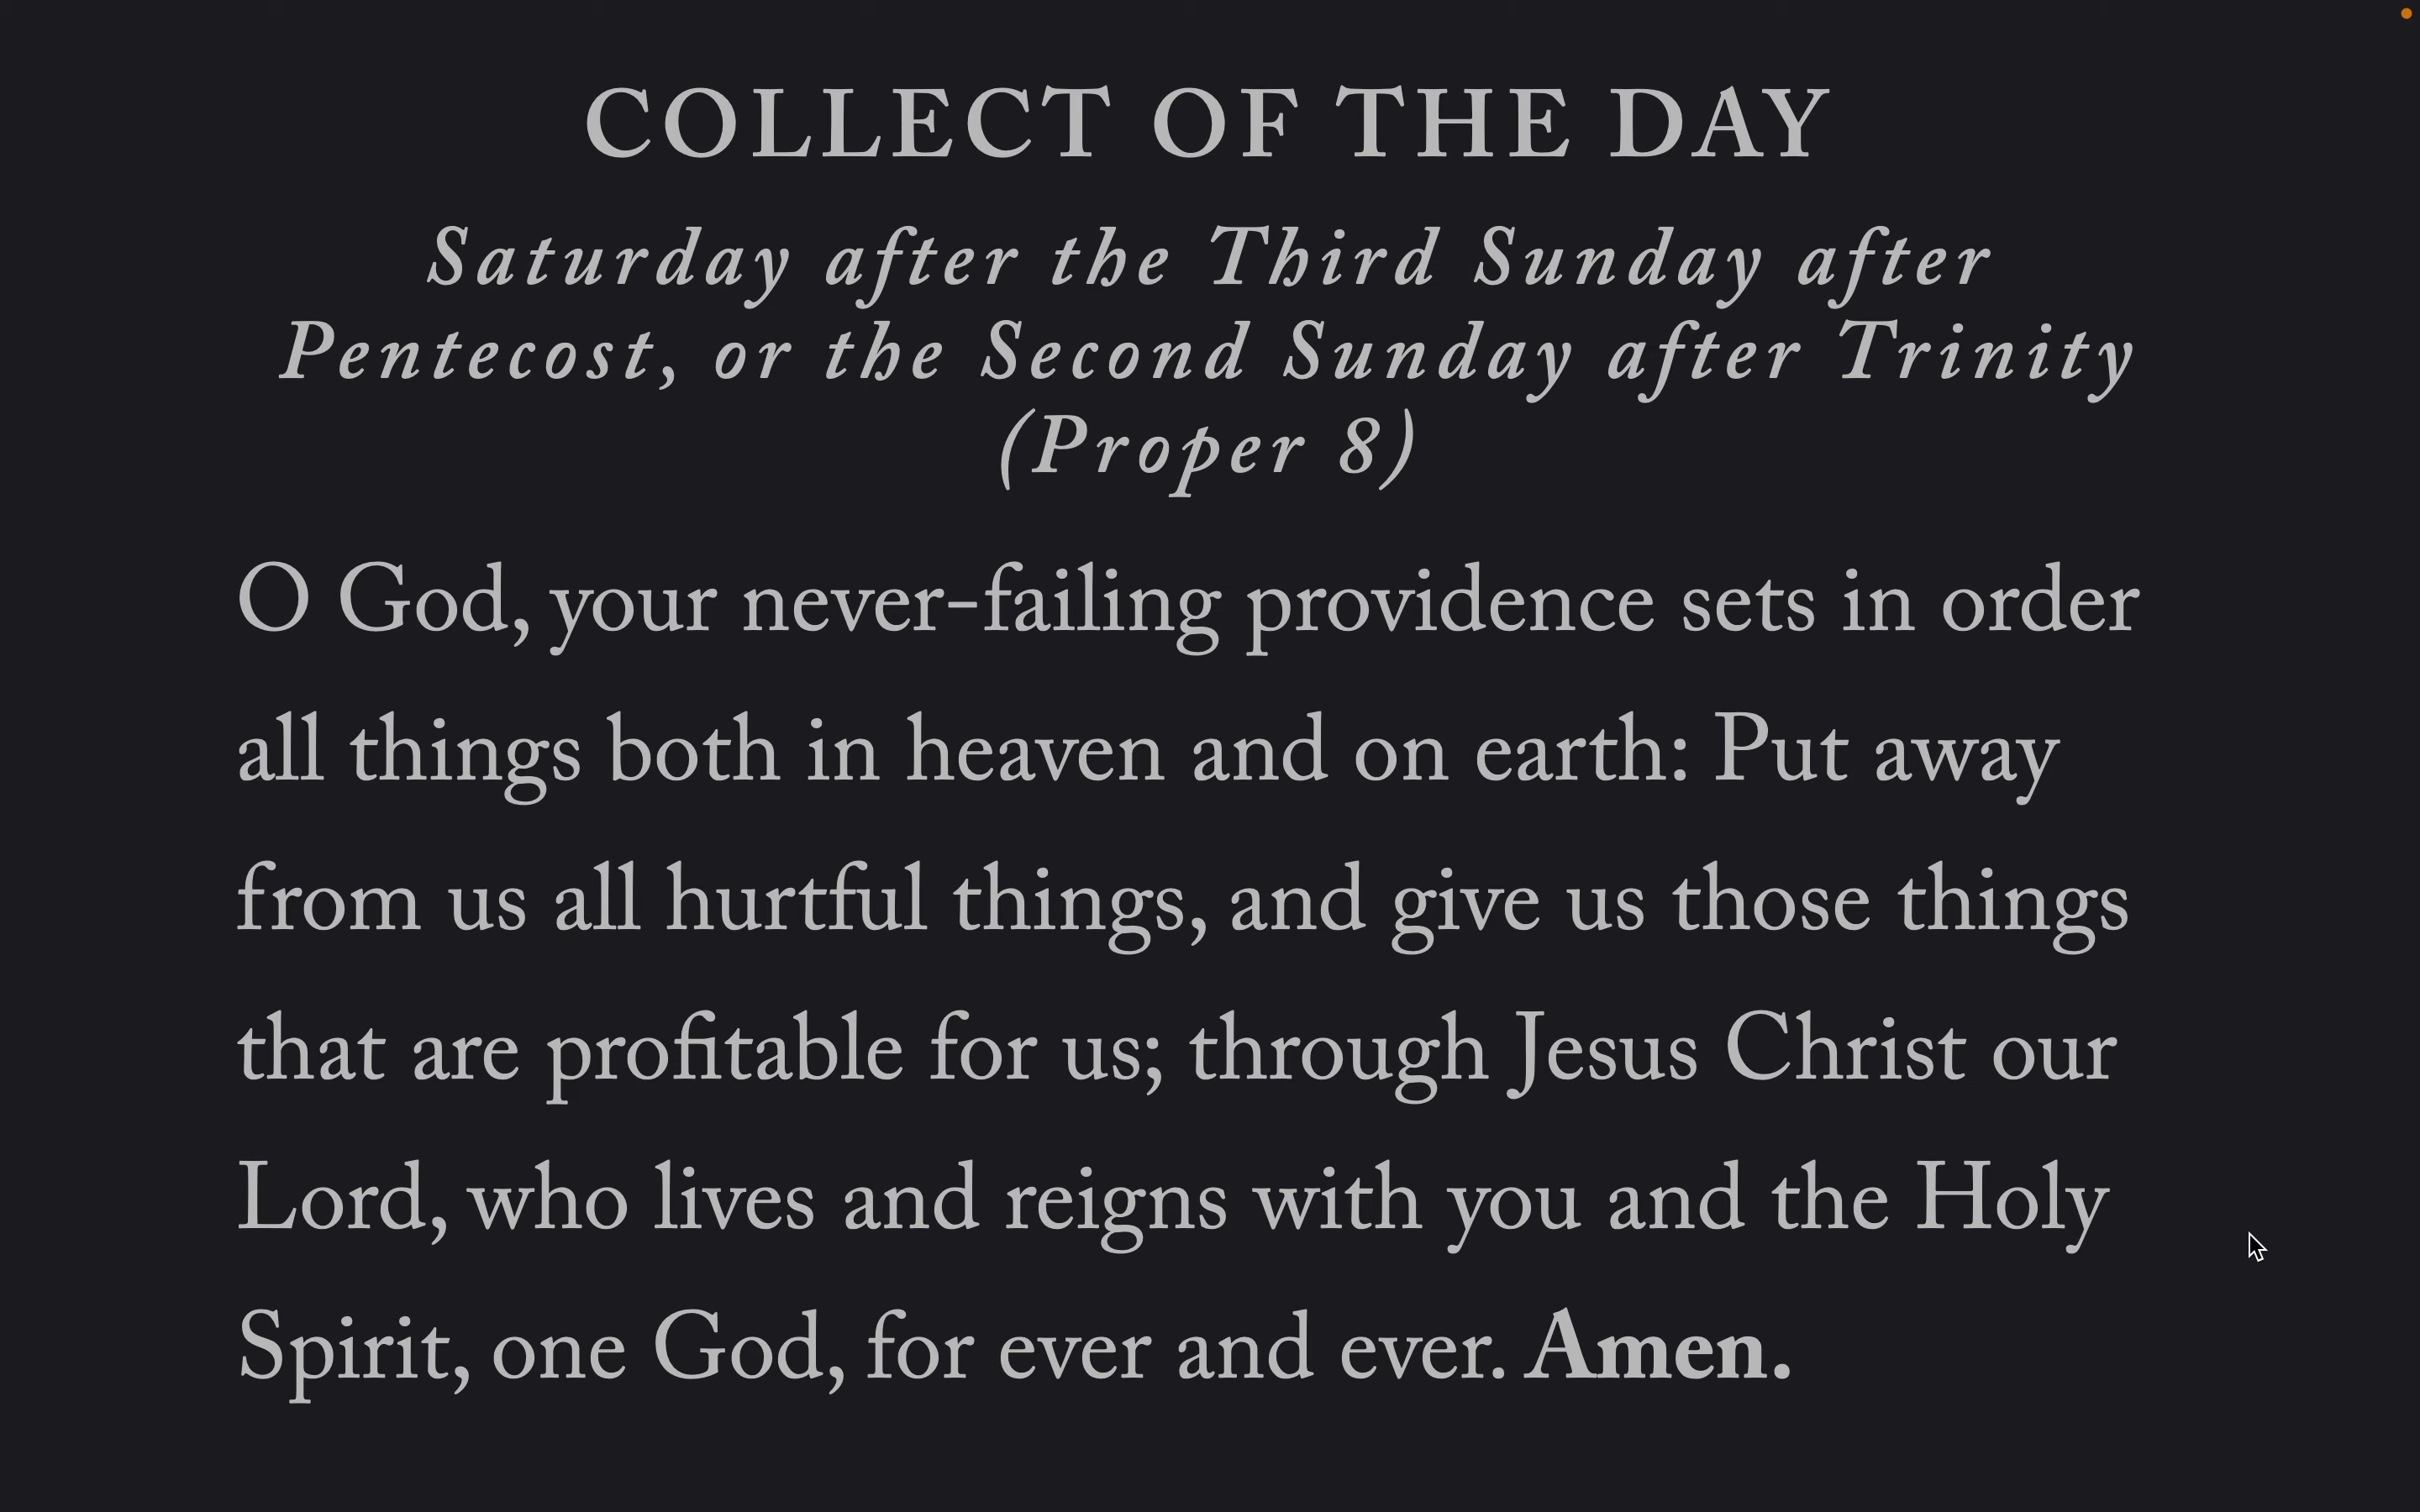 COLLECT OF THE DAY
Saturday after the Third Sunday after
Pentecost, or the Second Sunday after Trinity
(Proper 8)
O God, your never-failing providence sets in order
all things both in heaven and on earth: Put away
from us all hurtful things, and give us those things
that are profitable for us; through Jesus Christ our
Lord, who lives and reigns with you and the Holy
Spirit, one God, for ever and ever. Amen.